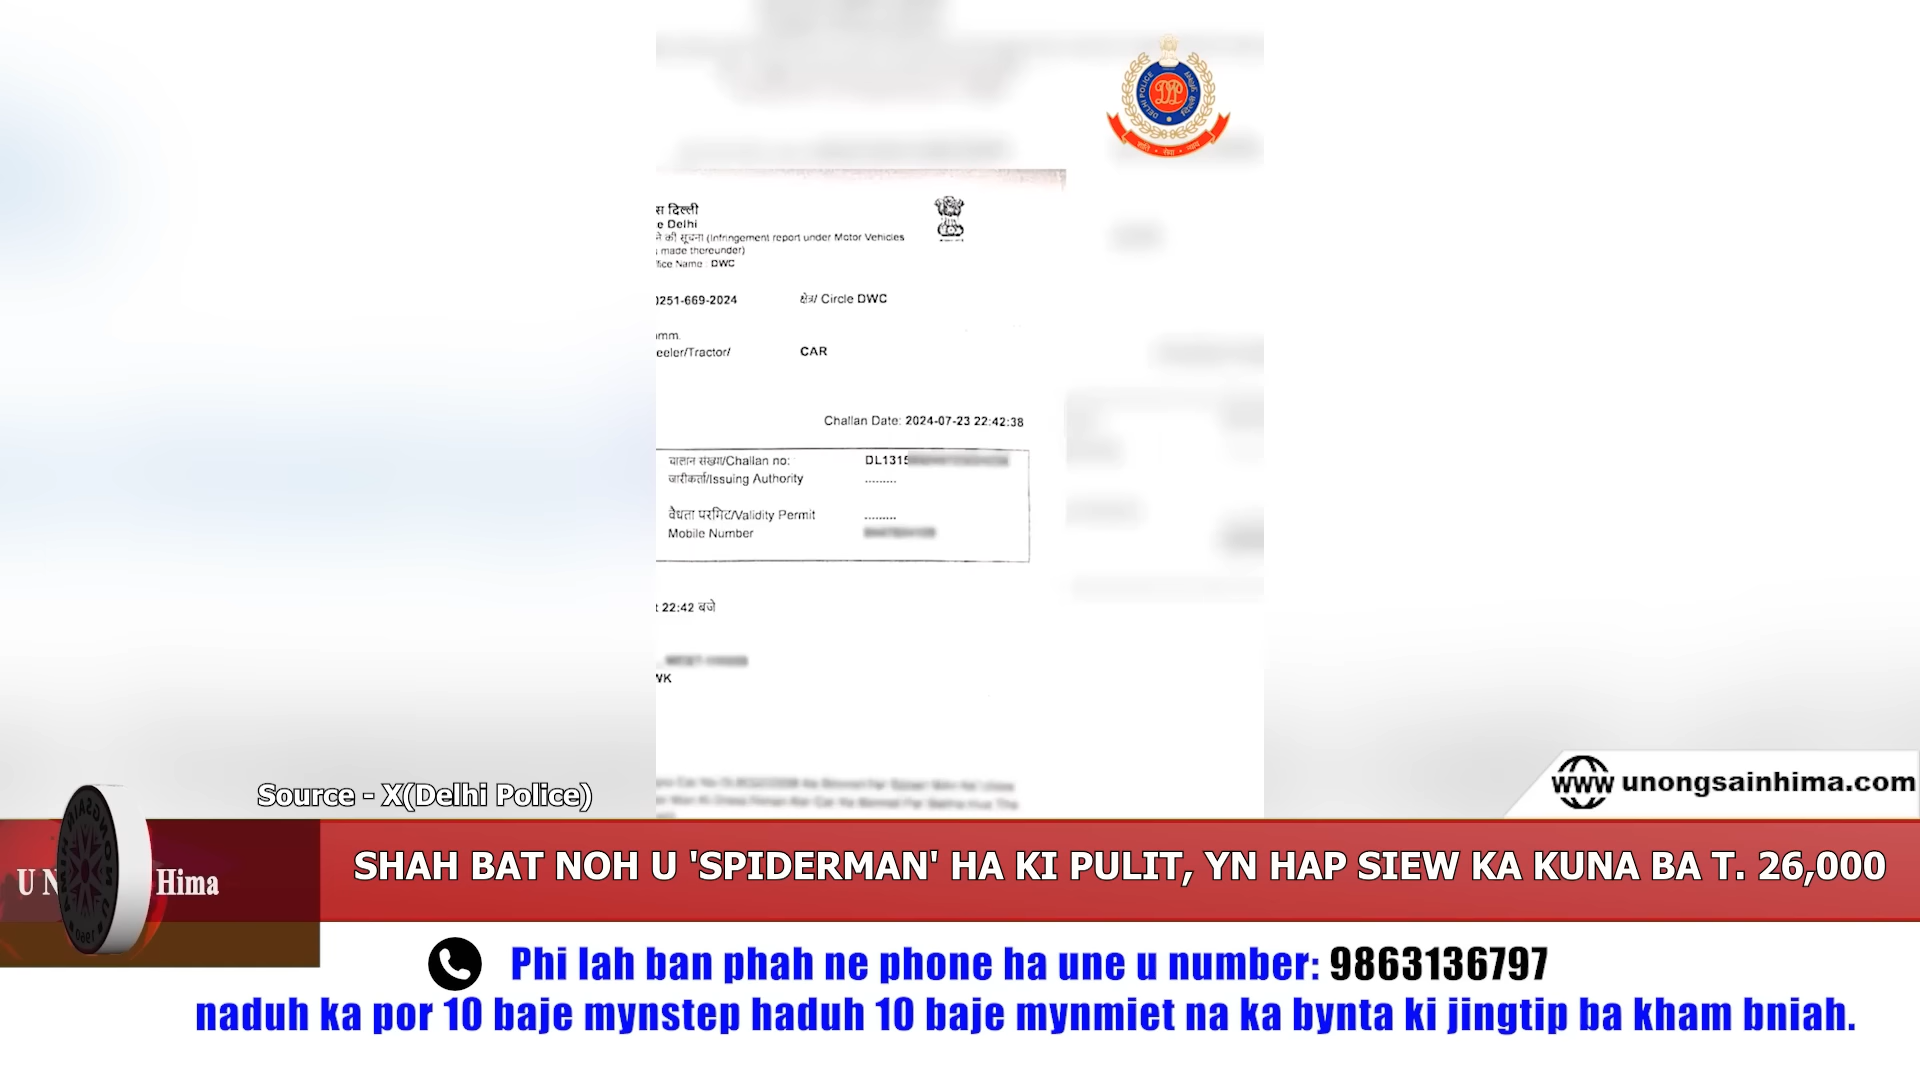 DELHI POLICE
स दिल्ली
e Delhi
ने की सूचना (Infringement report under Motor Vehicles
made thereunder)
fice Name : DWC
0251-669-2024 क्षेत्र/ Circle DWC
omm.
eeler/Tractor/ CAR
Challan Date: 2024-07-23 22:42:38
चालान संख्या/Challan no: DL1315
जारीकर्ता/Issuing Authority .........
वैधता परमिट/Validity Permit .........
Mobile Number
t 22:42 बजे
WK
Source - X(Delhi Police)
www unongsainhima.com
U N Hima
SHAH BAT NOH U 'SPIDERMAN' HA KI PULIT, YN HAP SIEW KA KUNA BA T. 26,000
Phi lah ban phah ne phone ha une u number: 9863136797
naduh ka por 10 baje mynstep haduh 10 baje mynmiet na ka bynta ki jingtip ba kham bniah.